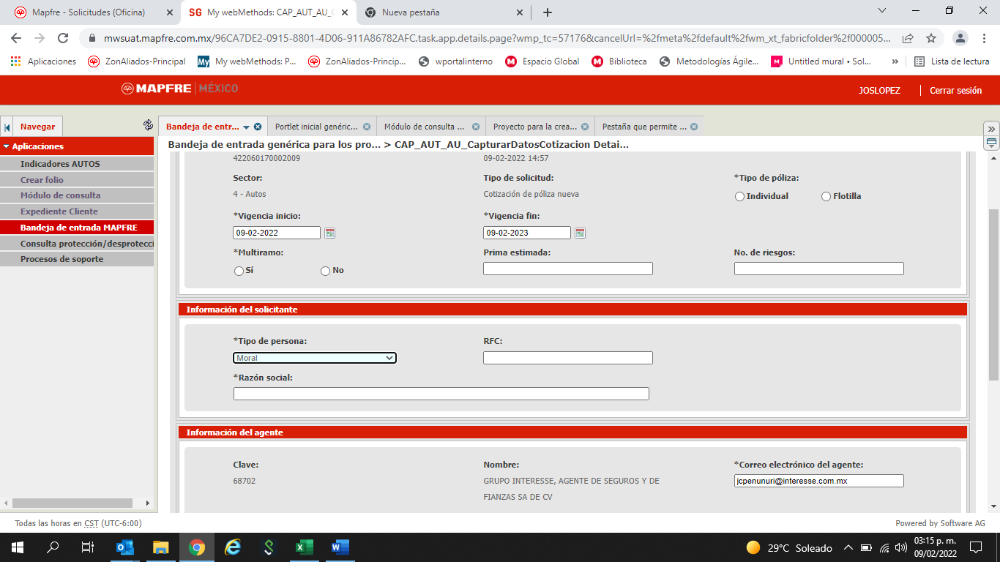 Mapfre - Solicitudes (Oficina)
SG My webMethods: CAP_AUT_AU_C
Nueva pestaña
mwsuat.mapfre.com.mx/96CA7DE2-0915-8801-4D06-911A86782AFC.task.app.details.page?wmp_tc=57176&cancelUrl=%2fmeta%2fdefault%2fwm_xt_fabricfolder%2f000005...
Aplicaciones
ZonAliados-Principal
My webMethods: P...
ZonAliados-Princip...
wportalinterno
Espacio Global
Biblioteca
Metodologías Ágile...
Untitled mural • Sol...
»
Lista de lectura
MAPFRE | MÉXICO
JOSLOPEZ
Cerrar sesión
Navegar
Bandeja de entr...
Portlet inicial genéric...
Módulo de consulta ...
Proyecto para la crea...
Pestaña que permite ...
Aplicaciones
Indicadores AUTOS
Crear folio
Módulo de consulta
Expediente Cliente
Bandeja de entrada MAPFRE
Consulta protección/desprotecci
Procesos de soporte
Bandeja de entrada genérica para los pro... > CAP_AUT_AU_CapturarDatosCotizacion Detai...
422060170002009
09-02-2022 14:57
Sector:
Tipo de solicitud:
*Tipo de póliza:
4 - Autos
Cotización de póliza nueva
Individual
Flotilla
*Vigencia inicio:
*Vigencia fin:
09-02-2022
09-02-2023
*Multiramo:
Prima estimada:
No. de riesgos:
Sí
No
Información del solicitante
*Tipo de persona:
RFC:
Moral
*Razón social:
Información del agente
Clave:
Nombre:
*Correo electrónico del agente:
68702
GRUPO INTERESSE, AGENTE DE SEGUROS Y DE
FIANZAS SA DE CV
jcpenunuri@interesse.com.mx
Todas las horas en CST (UTC-6:00)
Powered by Software AG
29°C Soleado
03:15 p. m.
09/02/2022